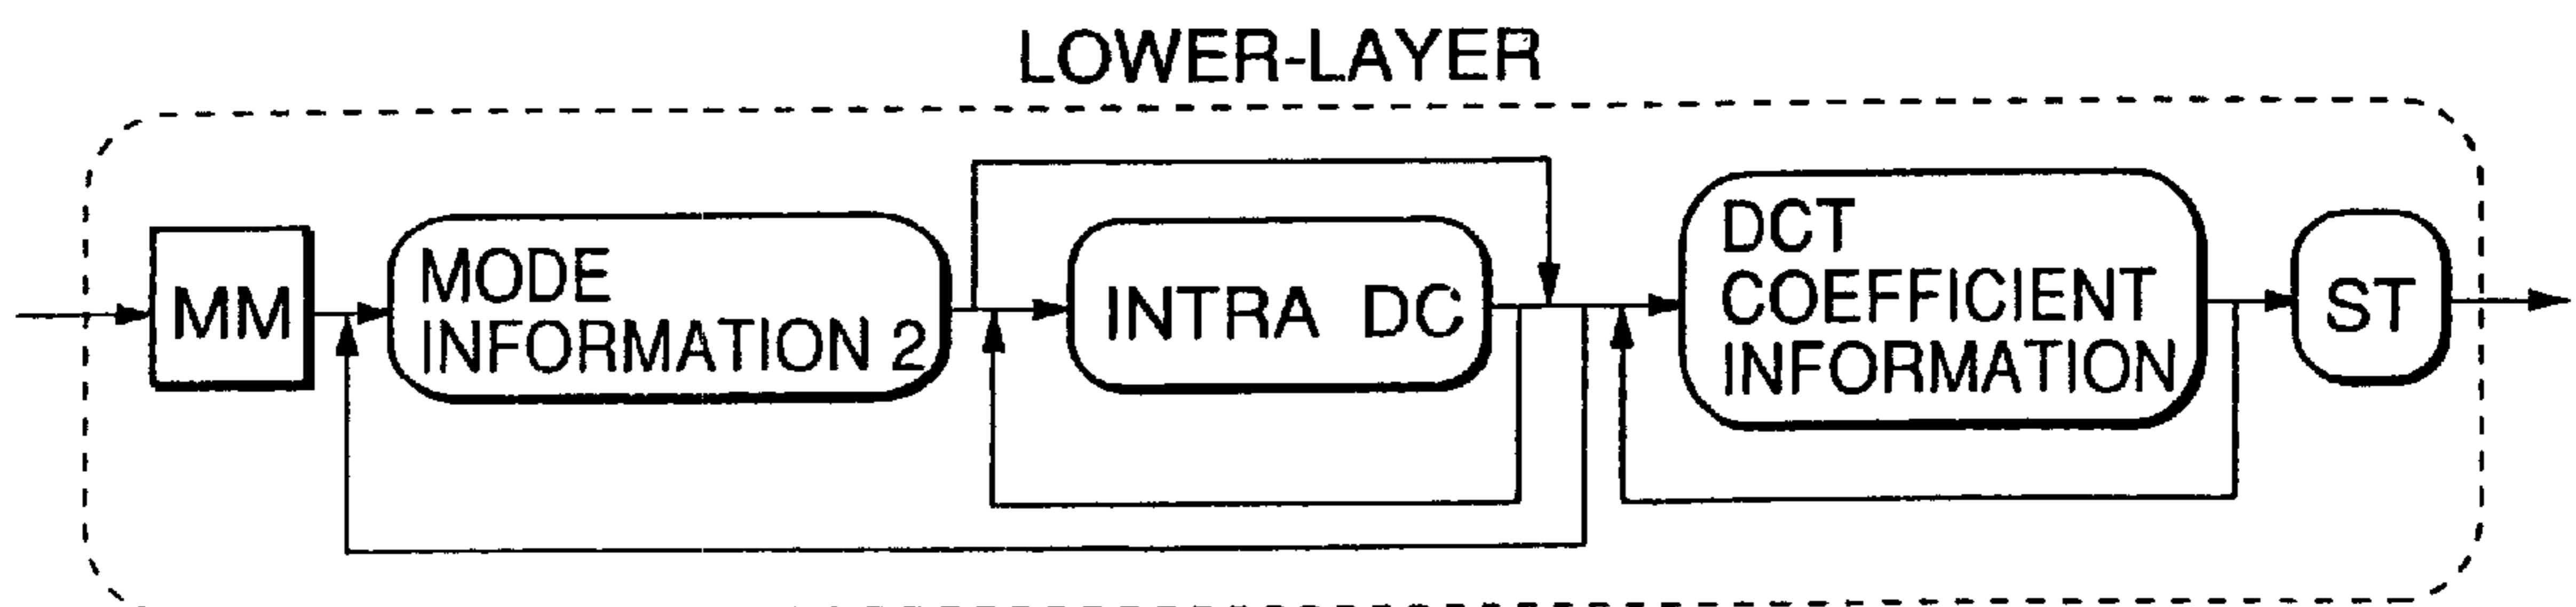 LOWER-LAYER
MM
MODE
INFORMATION 2
INTRA DC
DCT
COEFFICIENT
INFORMATION
ST